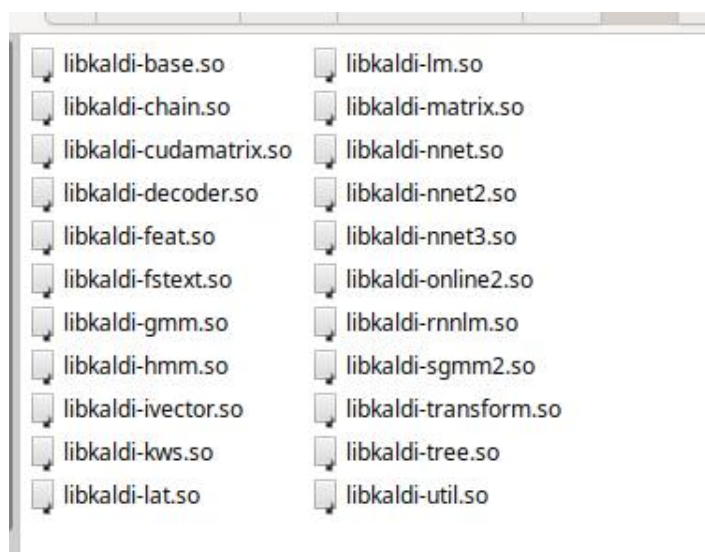 libkaldi-base.so
libkaldi-chain.so
libkaldi-cudamatrix.so
libkaldi-decoder.so
libkaldi-feat.so
libkaldi-fstext.so
libkaldi-gmm.so
libkaldi-hmm.so
libkaldi-ivector.so
libkaldi-kws.so
libkaldi-lat.so
libkaldi-lm.so
libkaldi-matrix.so
libkaldi-nnet.so
libkaldi-nnet2.so
libkaldi-nnet3.so
libkaldi-online2.so
libkaldi-rnnlm.so
libkaldi-sgmm2.so
libkaldi-transform.so
libkaldi-tree.so
libkaldi-util.so